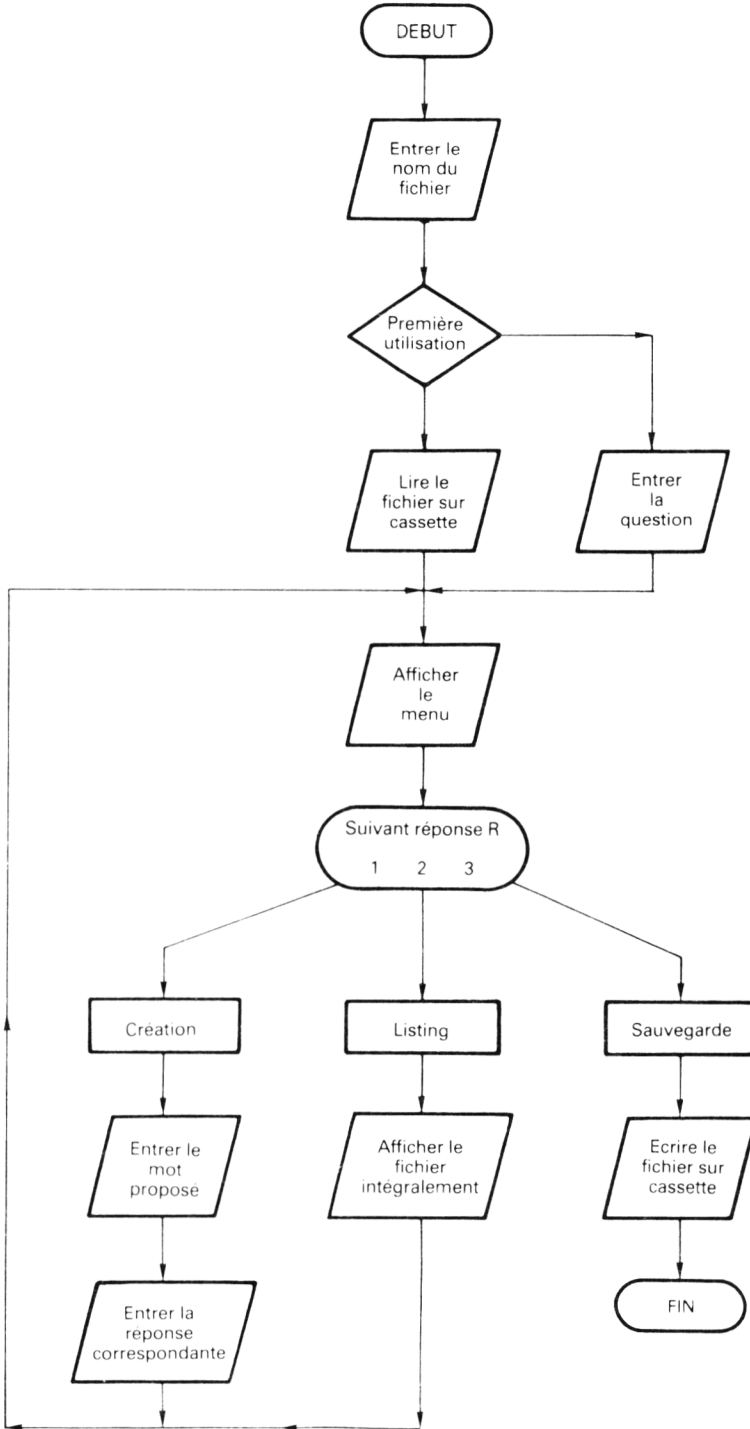 DEBUT
Entrer le
nom du
fichier
Première
utilisation
Lire le
fichier sur
cassette
Entrer
la
question
Afficher
le
menu
Suivant réponse R
1 2 3
Création
Listing
Sauvegarde
Entrer le
mot
proposé
Afficher le
fichier
intégralement
Ecrire le
fichier sur
cassette
Entrer la
réponse
correspondante
FIN